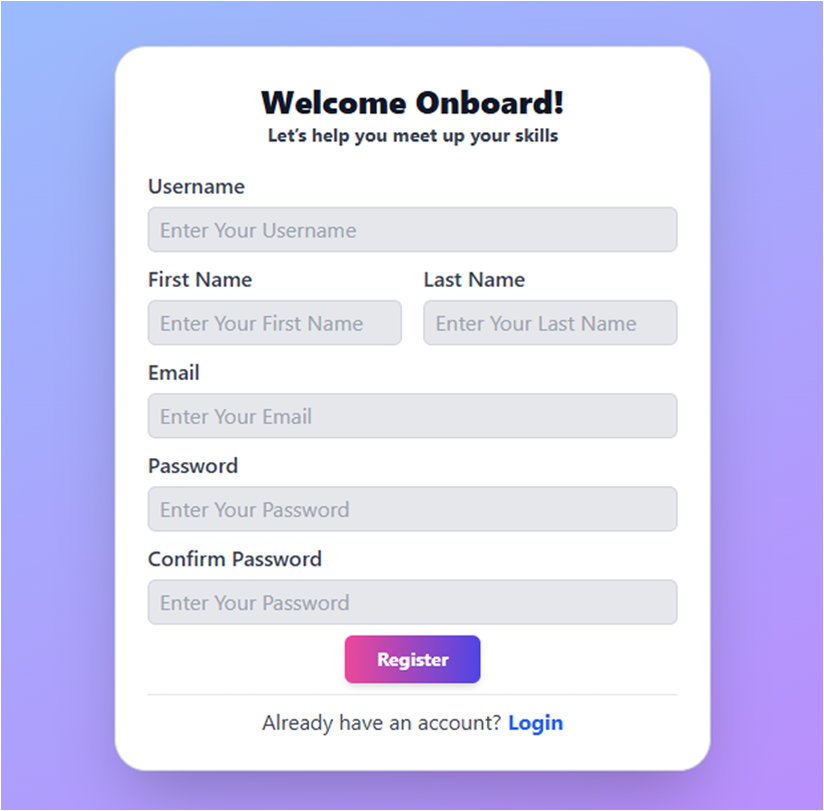 Welcome Onboard!
Let's help you meet up your skills
Username
Enter Your Username
First Name
Last Name
Enter Your First Name
Enter Your Last Name
Email
Enter Your Email
Password
Enter Your Password
Confirm Password
Enter Your Password
Register
Already have an account? Login